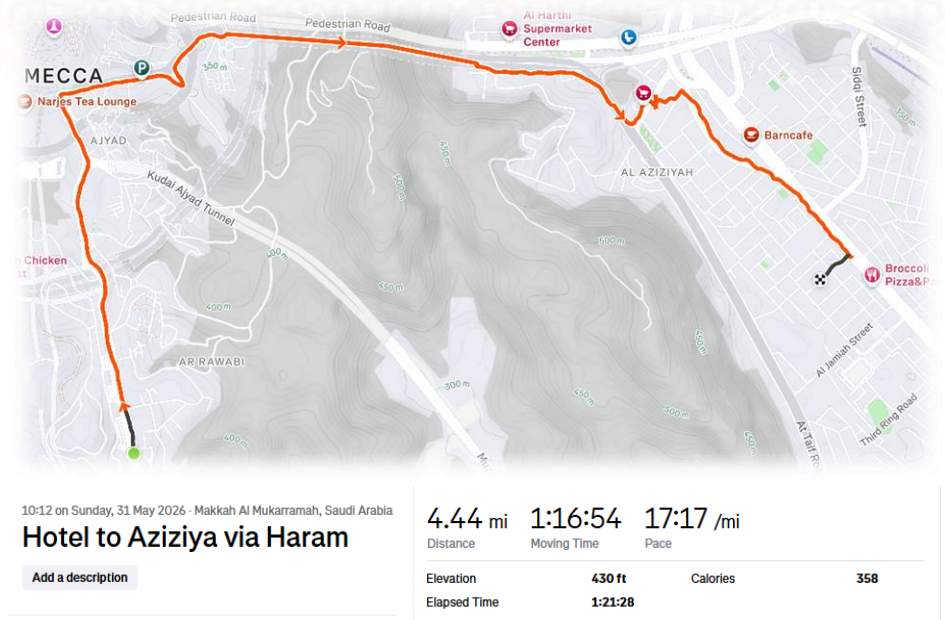 Pedestrian Road
Pedestrian Road
Al Harthi
Supermarket
Center
MECCA
P
350 m
Narjes Tea Lounge
Sidqi Street
350 m
AJYAD
Barncafe
450 m
AL AZIZIYAH
Kudai Ajyad Tunnel
500 m
500 m
400 m
Chicken
450 m
Broccoli
Pizza&P
400 m
450 m
Al Jamiah Street
AR RAWABI
300 m
450 m
500 m
Third Ring Road
400 m
450 m
At Taif Ro
10:12 on Sunday, 31 May 2026 · Makkah Al Mukarramah, Saudi Arabia
Hotel to Aziziya via Haram
Add a description
4.44 mi 1:16:54 17:17 /mi
Distance Moving Time Pace
Elevation 430 ft Calories 358
Elapsed Time 1:21:28